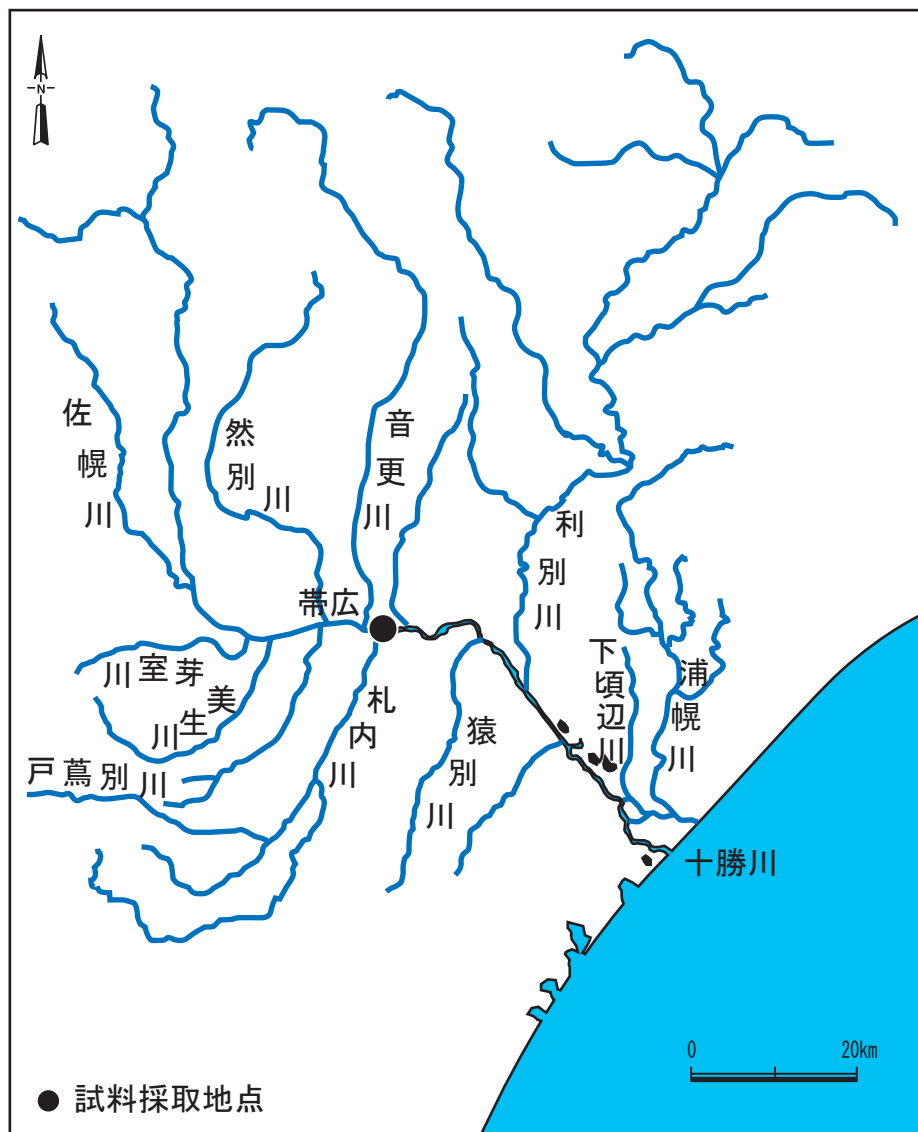 N
佐幌川
然別川
音更川
利別川
帯広
下頃辺川
浦幌川
室芽川
美生川
札内川
猿別川
戸蔦別川
十勝川
0 20km
試料採取地点